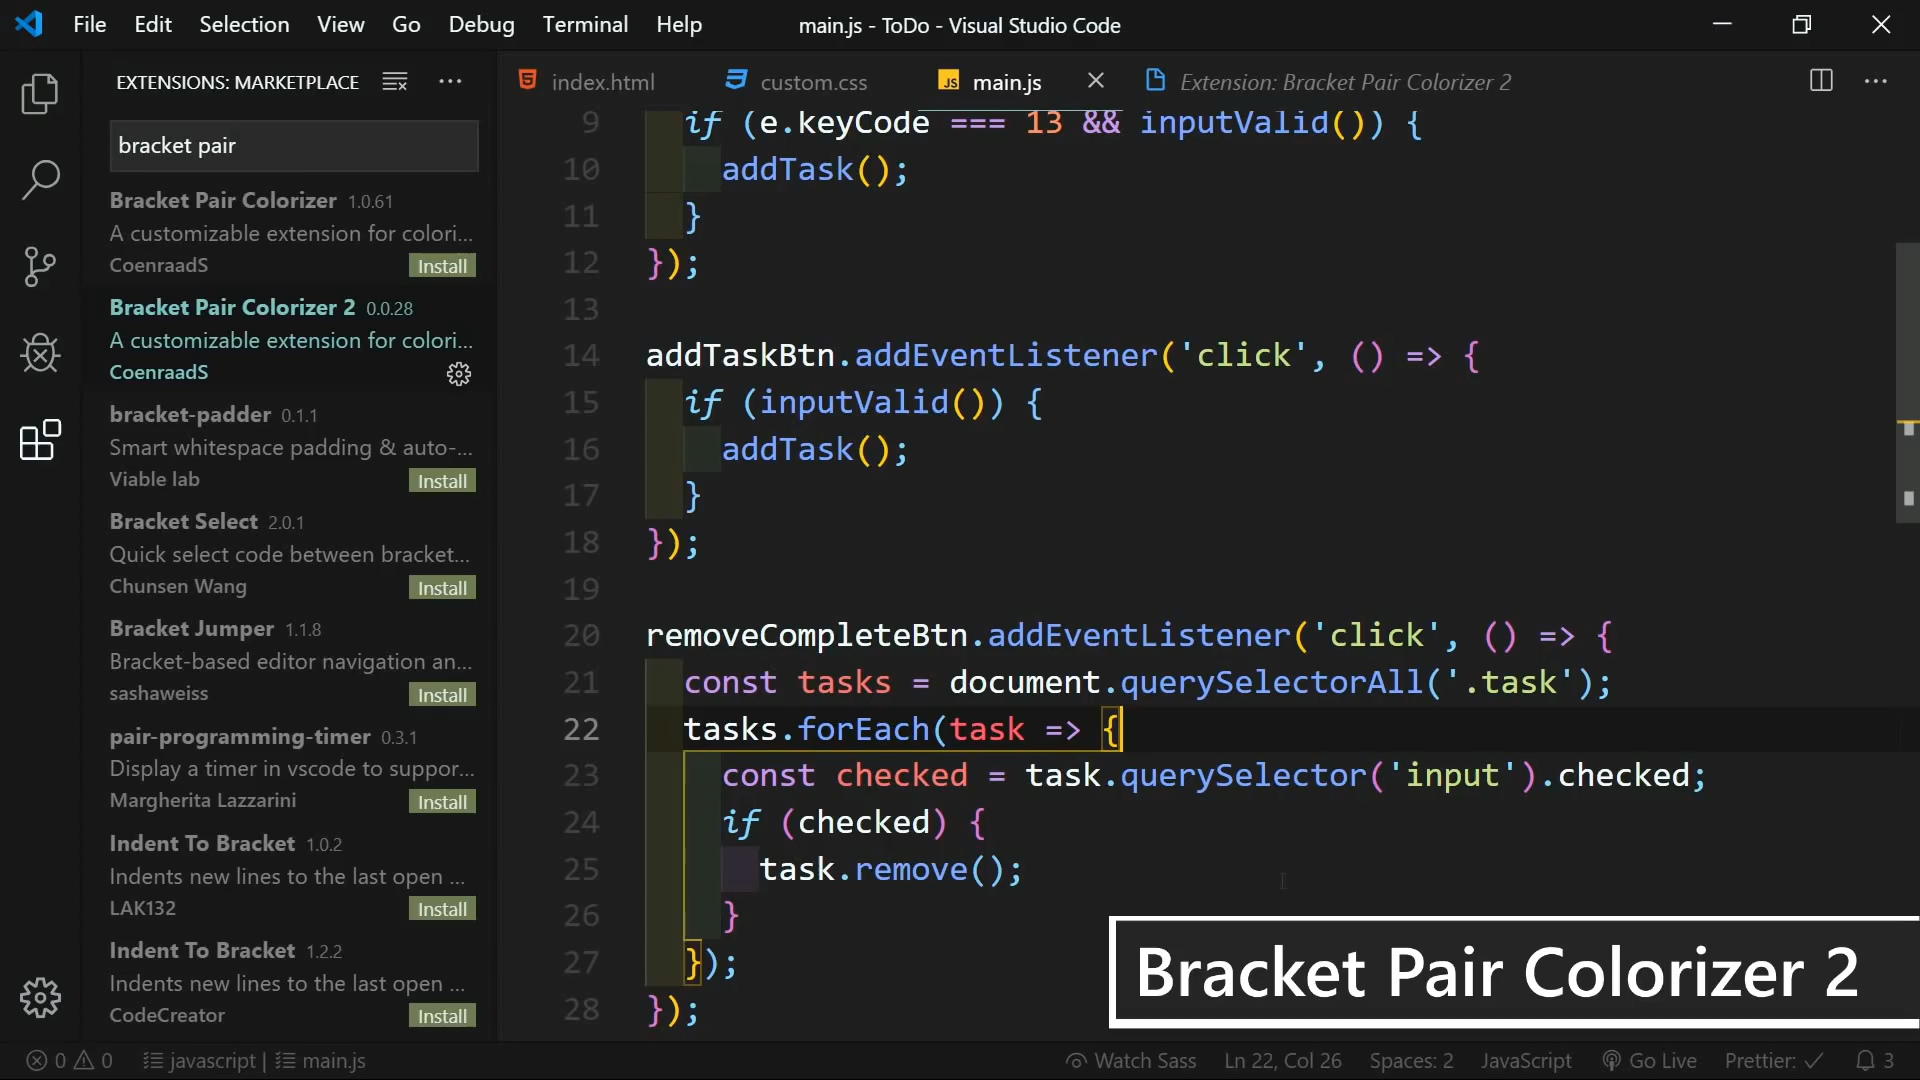 File Edit Selection View Go Debug Terminal Help main.js - ToDo - Visual Studio Code
EXTENSIONS: MARKETPLACE
bracket pair
Bracket Pair Colorizer 1.0.61
A customizable extension for colori...
CoenraadS Install
Bracket Pair Colorizer 2 0.0.28
A customizable extension for colori...
CoenraadS
bracket-padder 0.1.1
Smart whitespace padding & auto-...
Viable lab Install
Bracket Select 2.0.1
Quick select code between bracket...
Chunsen Wang Install
Bracket Jumper 1.1.8
Bracket-based editor navigation an...
sashaweiss Install
pair-programming-timer 0.3.1
Display a timer in vscode to suppor...
Margherita Lazzarini Install
Indent To Bracket 1.0.2
Indents new lines to the last open ...
LAK132 Install
Indent To Bracket 1.2.2
Indents new lines to the last open ...
CodeCreator Install
index.html custom.css JS main.js Extension: Bracket Pair Colorizer 2
9 if (e.keyCode === 13 && inputValid()) {
10 addTask();
11 }
12 });
13
14 addTaskBtn.addEventListener('click', () => {
15 if (inputValid()) {
16 addTask();
17 }
18 });
19
20 removeCompleteBtn.addEventListener('click', () => {
21 const tasks = document.querySelectorAll('.task');
22 tasks.forEach(task => {
23 const checked = task.querySelector('input').checked;
24 if (checked) {
25 task.remove();
26 }
27 });
28 });
Bracket Pair Colorizer 2
0 0 javascript | main.js Watch Sass Ln 22, Col 26 Spaces: 2 JavaScript Go Live Prettier: ✓ 3